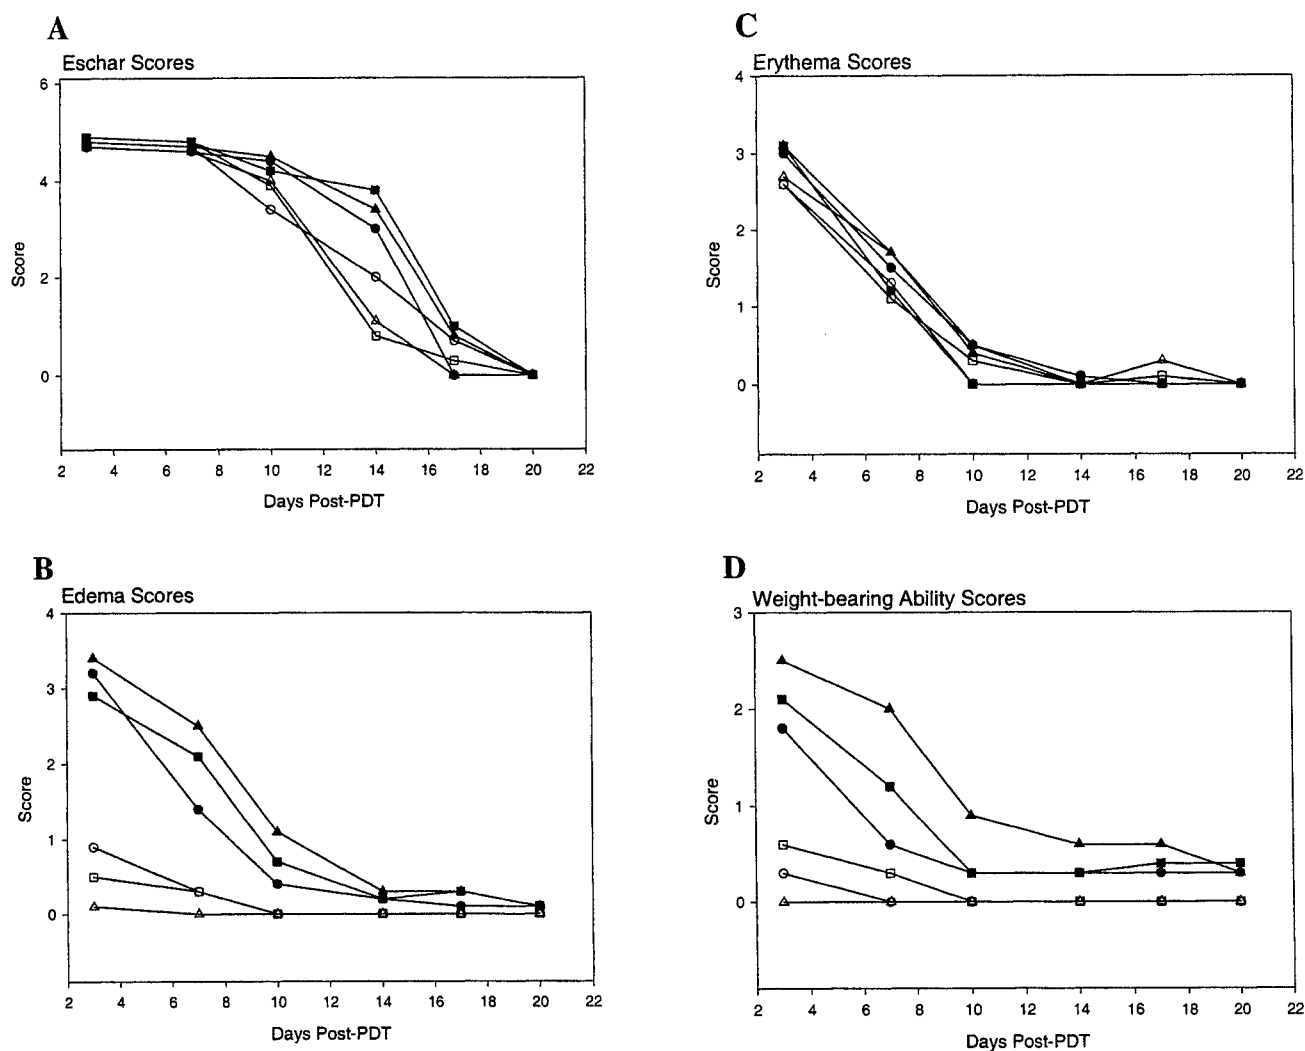 A
Eschar Scores
6
4
2
0
Score
2 4 6 8 10 12 14 16 18 20 22
Days Post-PDT
B
Edema Scores
4
3
2
1
0
Score
2 4 6 8 10 12 14 16 18 20 22
Days Post-PDT
C
Erythema Scores
4
3
2
1
0
Score
2 4 6 8 10 12 14 16 18 20 22
Days Post-PDT
D
Weight-bearing Ability Scores
3
2
1
0
Score
2 4 6 8 10 12 14 16 18 20 22
Days Post-PDT